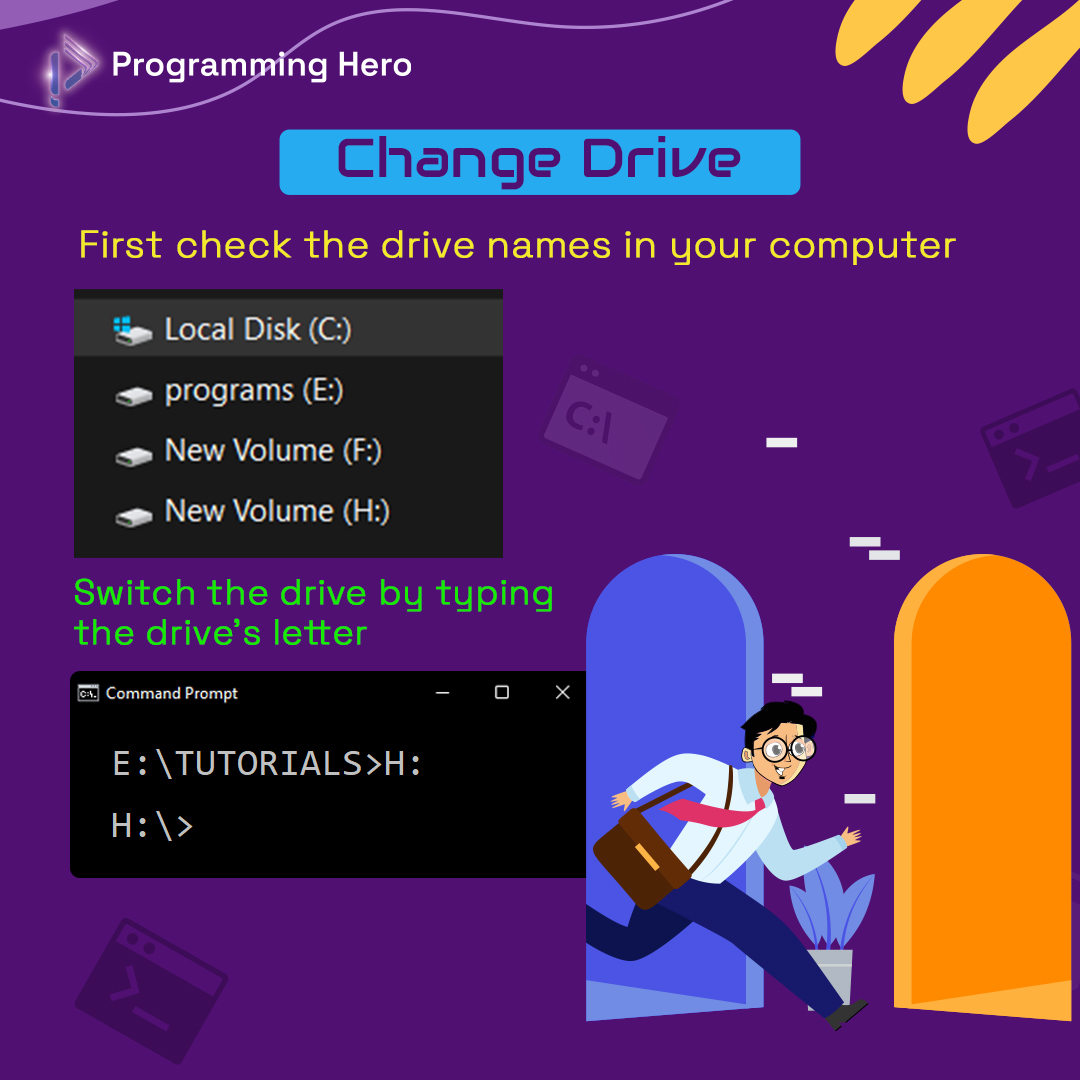 Programming Hero
Change Drive
First check the drive names in your computer
Local Disk (C:)
programs (E:)
New Volume (F:)
New Volume (H:)
C:\
Switch the drive by typing
the drive's letter
C:\.
Command Prompt
E:\TUTORIALS>H:
H:\>